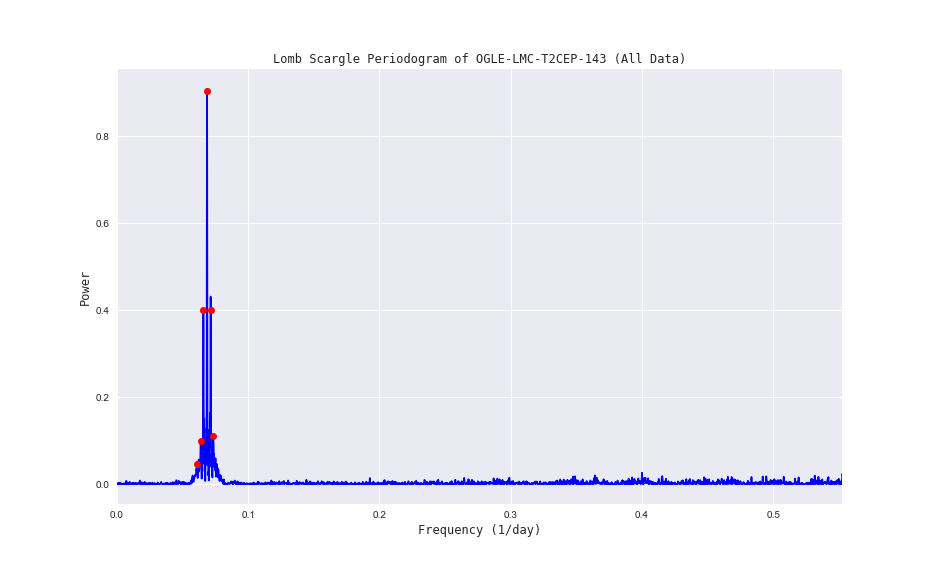 Lomb Scargle Periodogram of OGLE-LMC-T2CEP-143 (All Data)
0.8
0.6
0.4
0.2
0.0
Power
0.0 0.1 0.2 0.3 0.4 0.5
Frequency (1/day)